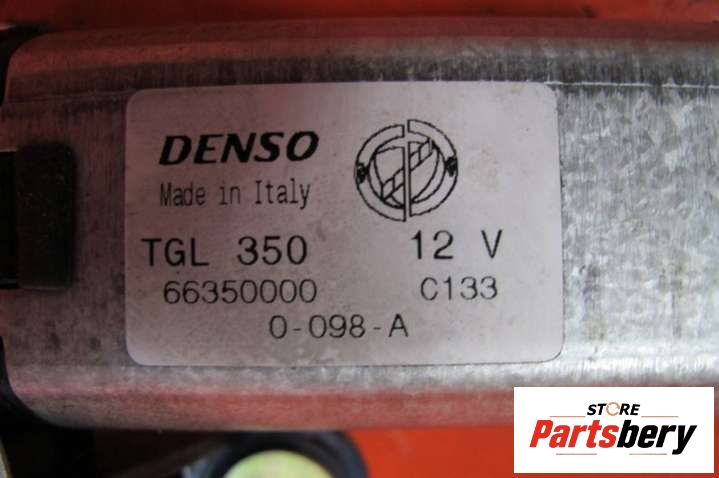 DENSO
Made in Italy
TGL 350 12 V
66350000 C133
0-098-A
STORE
Partsbery